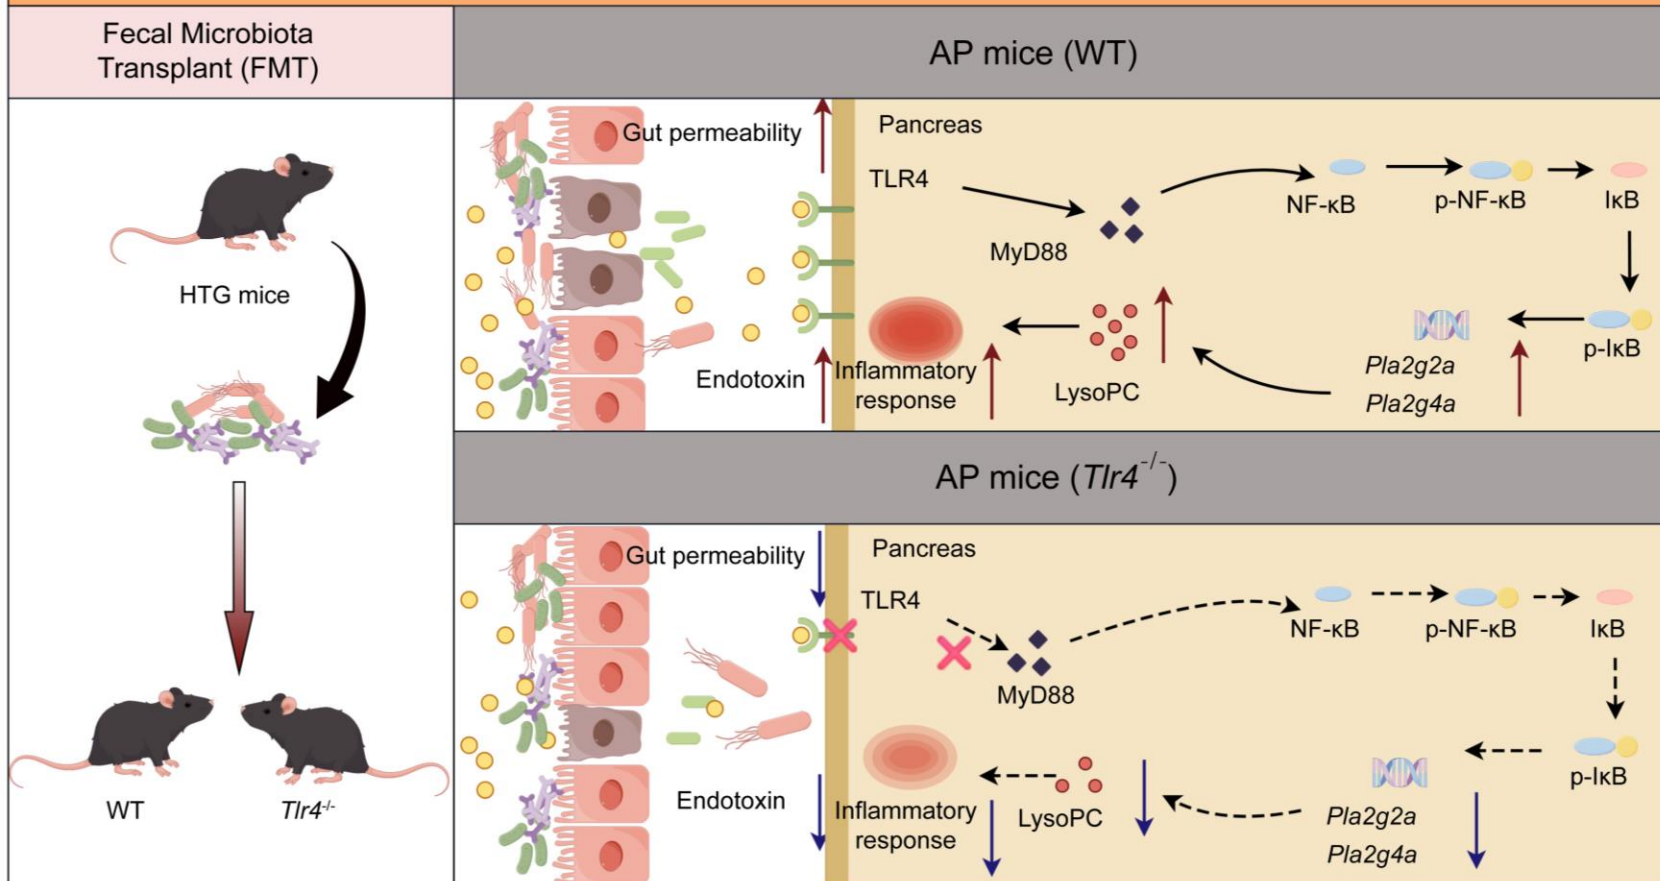 Fecal Microbiota
Transplant (FMT)
HTG mice
WT
Tlr4-/-
AP mice (WT)
Gut permeability
Endotoxin
Pancreas
TLR4
MyD88
NF-κB
p-NF-κB
IκB
p-IκB
Pla2g2a
Pla2g4a
LysoPC
Inflammatory
response
AP mice (Tlr4-/-)
Gut permeability
Endotoxin
Pancreas
TLR4
MyD88
NF-κB
p-NF-κB
IκB
p-IκB
Pla2g2a
Pla2g4a
LysoPC
Inflammatory
response